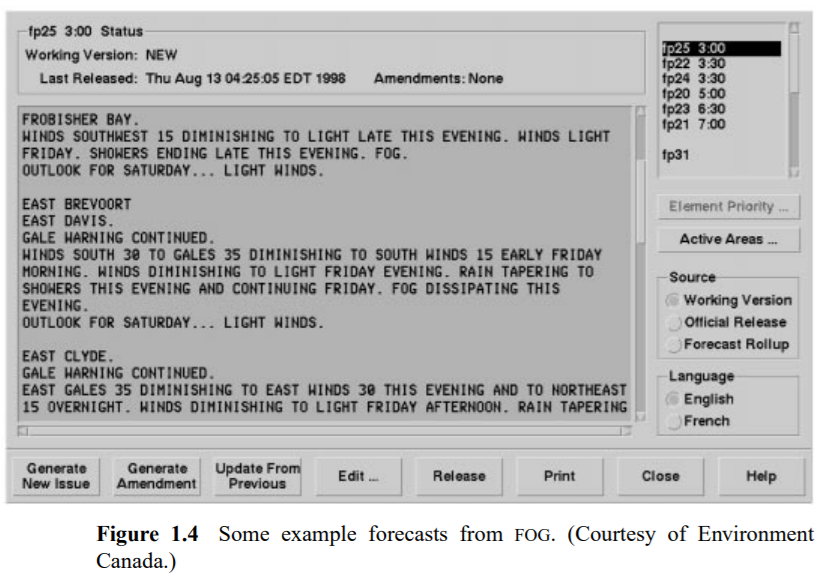 fp25 3:00 Status
Working Version: NEW
Last Released: Thu Aug 13 04:25:05 EDT 1998 Amendments: None
FROBISHER BAY.
WINDS SOUTHWEST 15 DIMINISHING TO LIGHT LATE THIS EVENING. WINDS LIGHT
FRIDAY. SHOWERS ENDING LATE THIS EVENING. FOG.
OUTLOOK FOR SATURDAY... LIGHT WINDS.
EAST BREVOORT
EAST DAVIS.
GALE WARNING CONTINUED.
WINDS SOUTH 30 TO GALES 35 DIMINISHING TO SOUTH WINDS 15 EARLY FRIDAY
MORNING. WINDS DIMINISHING TO LIGHT FRIDAY EVENING. RAIN TAPERING TO
SHOWERS THIS EVENING AND CONTINUING FRIDAY. FOG DISSIPATING THIS
EVENING.
OUTLOOK FOR SATURDAY... LIGHT WINDS.
EAST CLYDE.
GALE WARNING CONTINUED.
EAST GALES 35 DIMINISHING TO EAST WINDS 30 THIS EVENING AND TO NORTHEAST
15 OVERNIGHT. WINDS DIMINISHING TO LIGHT FRIDAY AFTERNOON. RAIN TAPERING
fp25 3:00
fp22 3:30
fp24 3:30
fp20 5:00
fp23 6:30
fp21 7:00
fp31
Element Priority ...
Active Areas ...
Source
Working Version
Official Release
Forecast Rollup
Language
English
French
Generate
New Issue
Generate
Amendment
Update From
Previous
Edit ...
Release
Print
Close
Help
Figure 1.4 Some example forecasts from FOG. (Courtesy of Environment
Canada.)